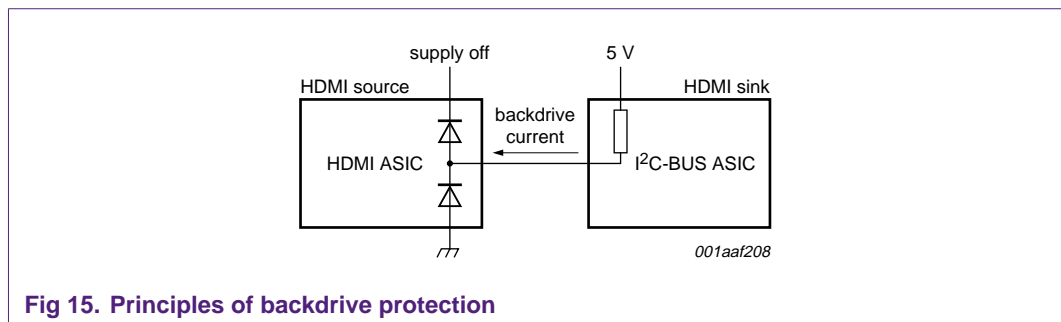 supply off
5 V
HDMI source
HDMI sink
backdrive
current
HDMI ASIC
I²C-BUS ASIC
001aaf208
Fig 15. Principles of backdrive protection